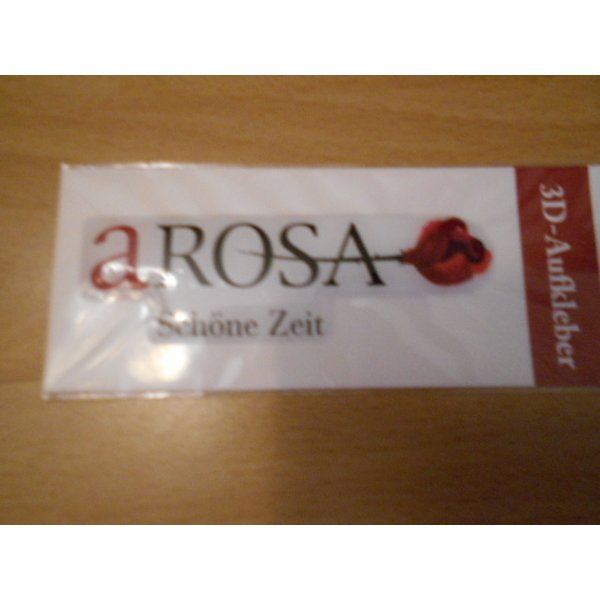 aROSA
Schöne Zeit
3D-Aufkleber